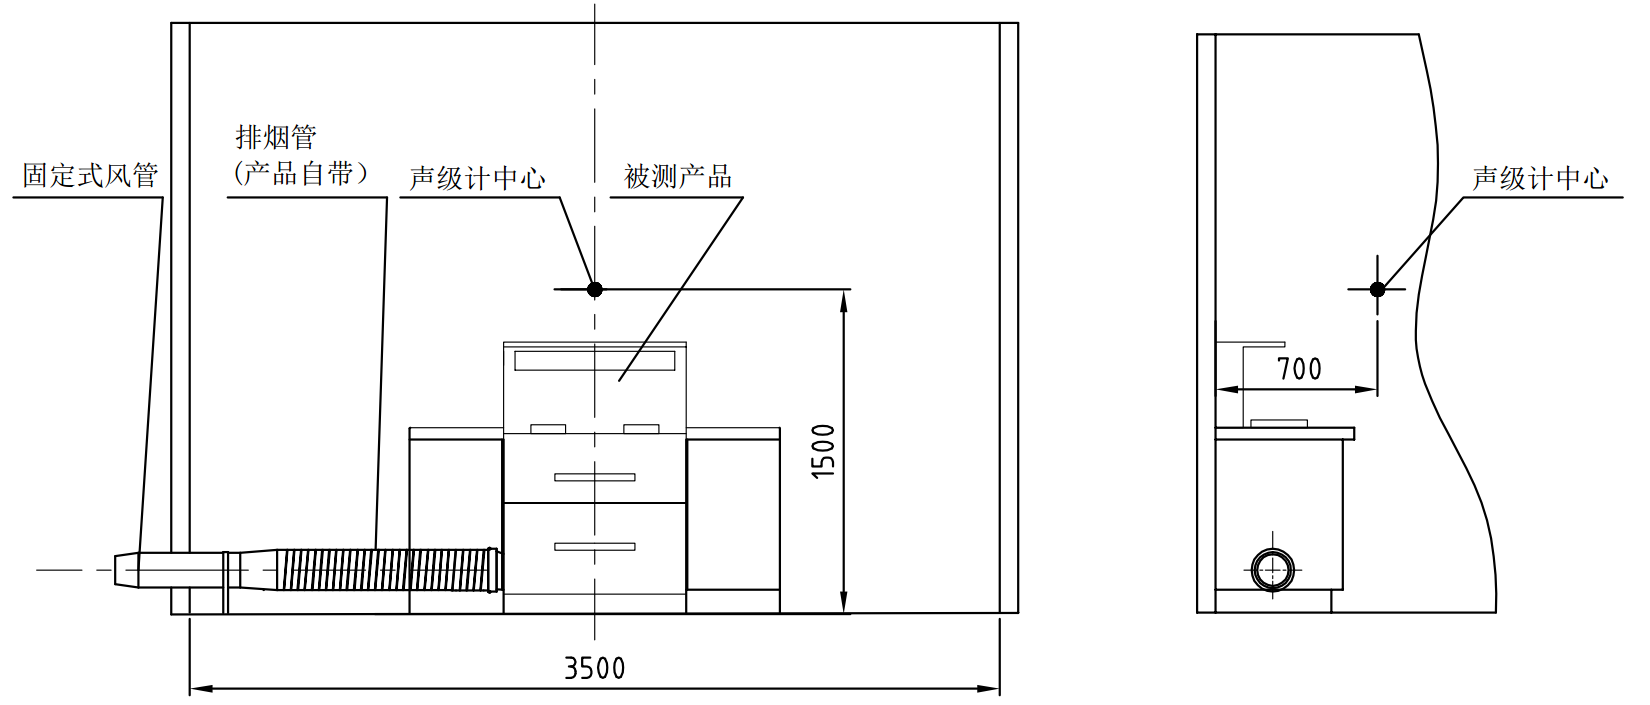 固定式风管
排烟管
(产品自带）
声级计中心
被测产品
1500
3500
声级计中心
700